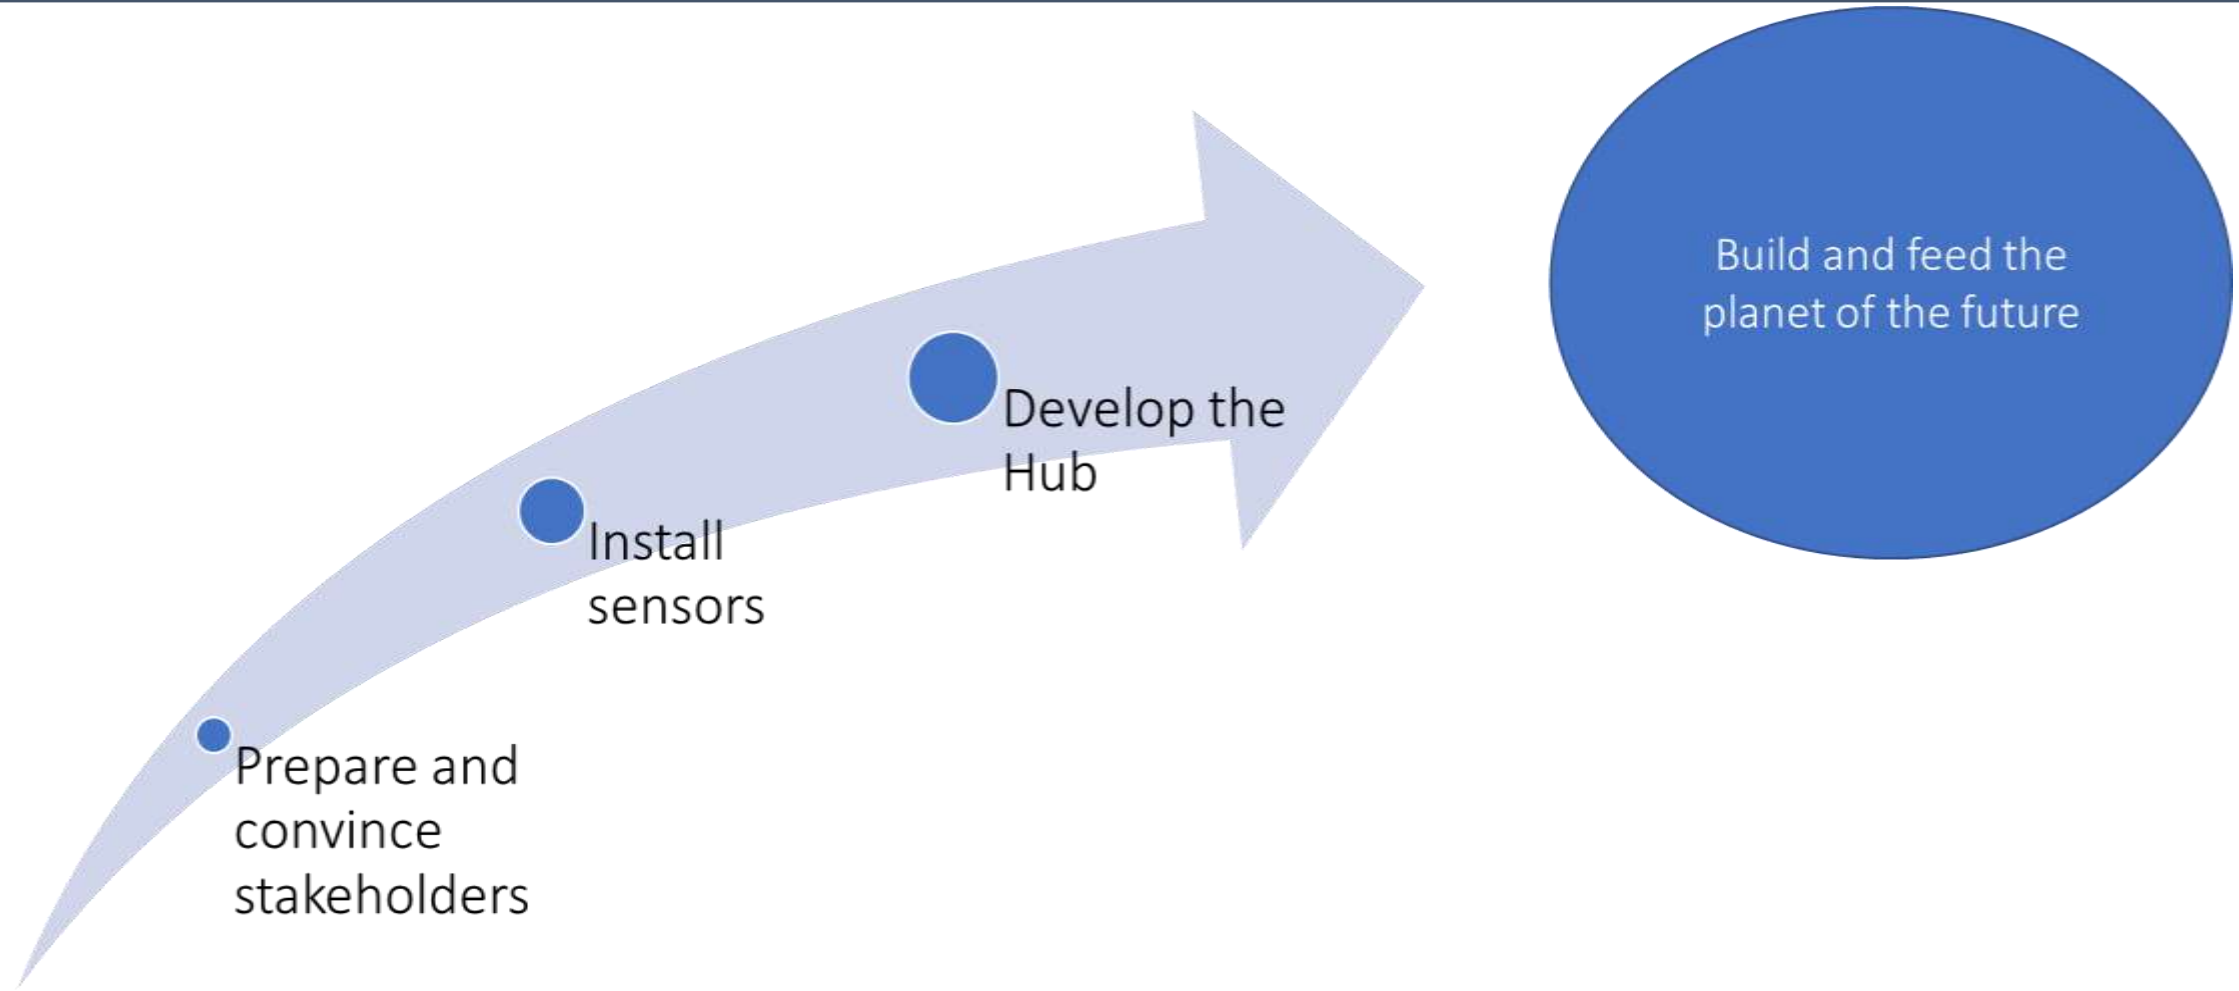 Build and feed the
planet of the future
Develop the
Hub
Install
sensors
Prepare and
convince
stakeholders